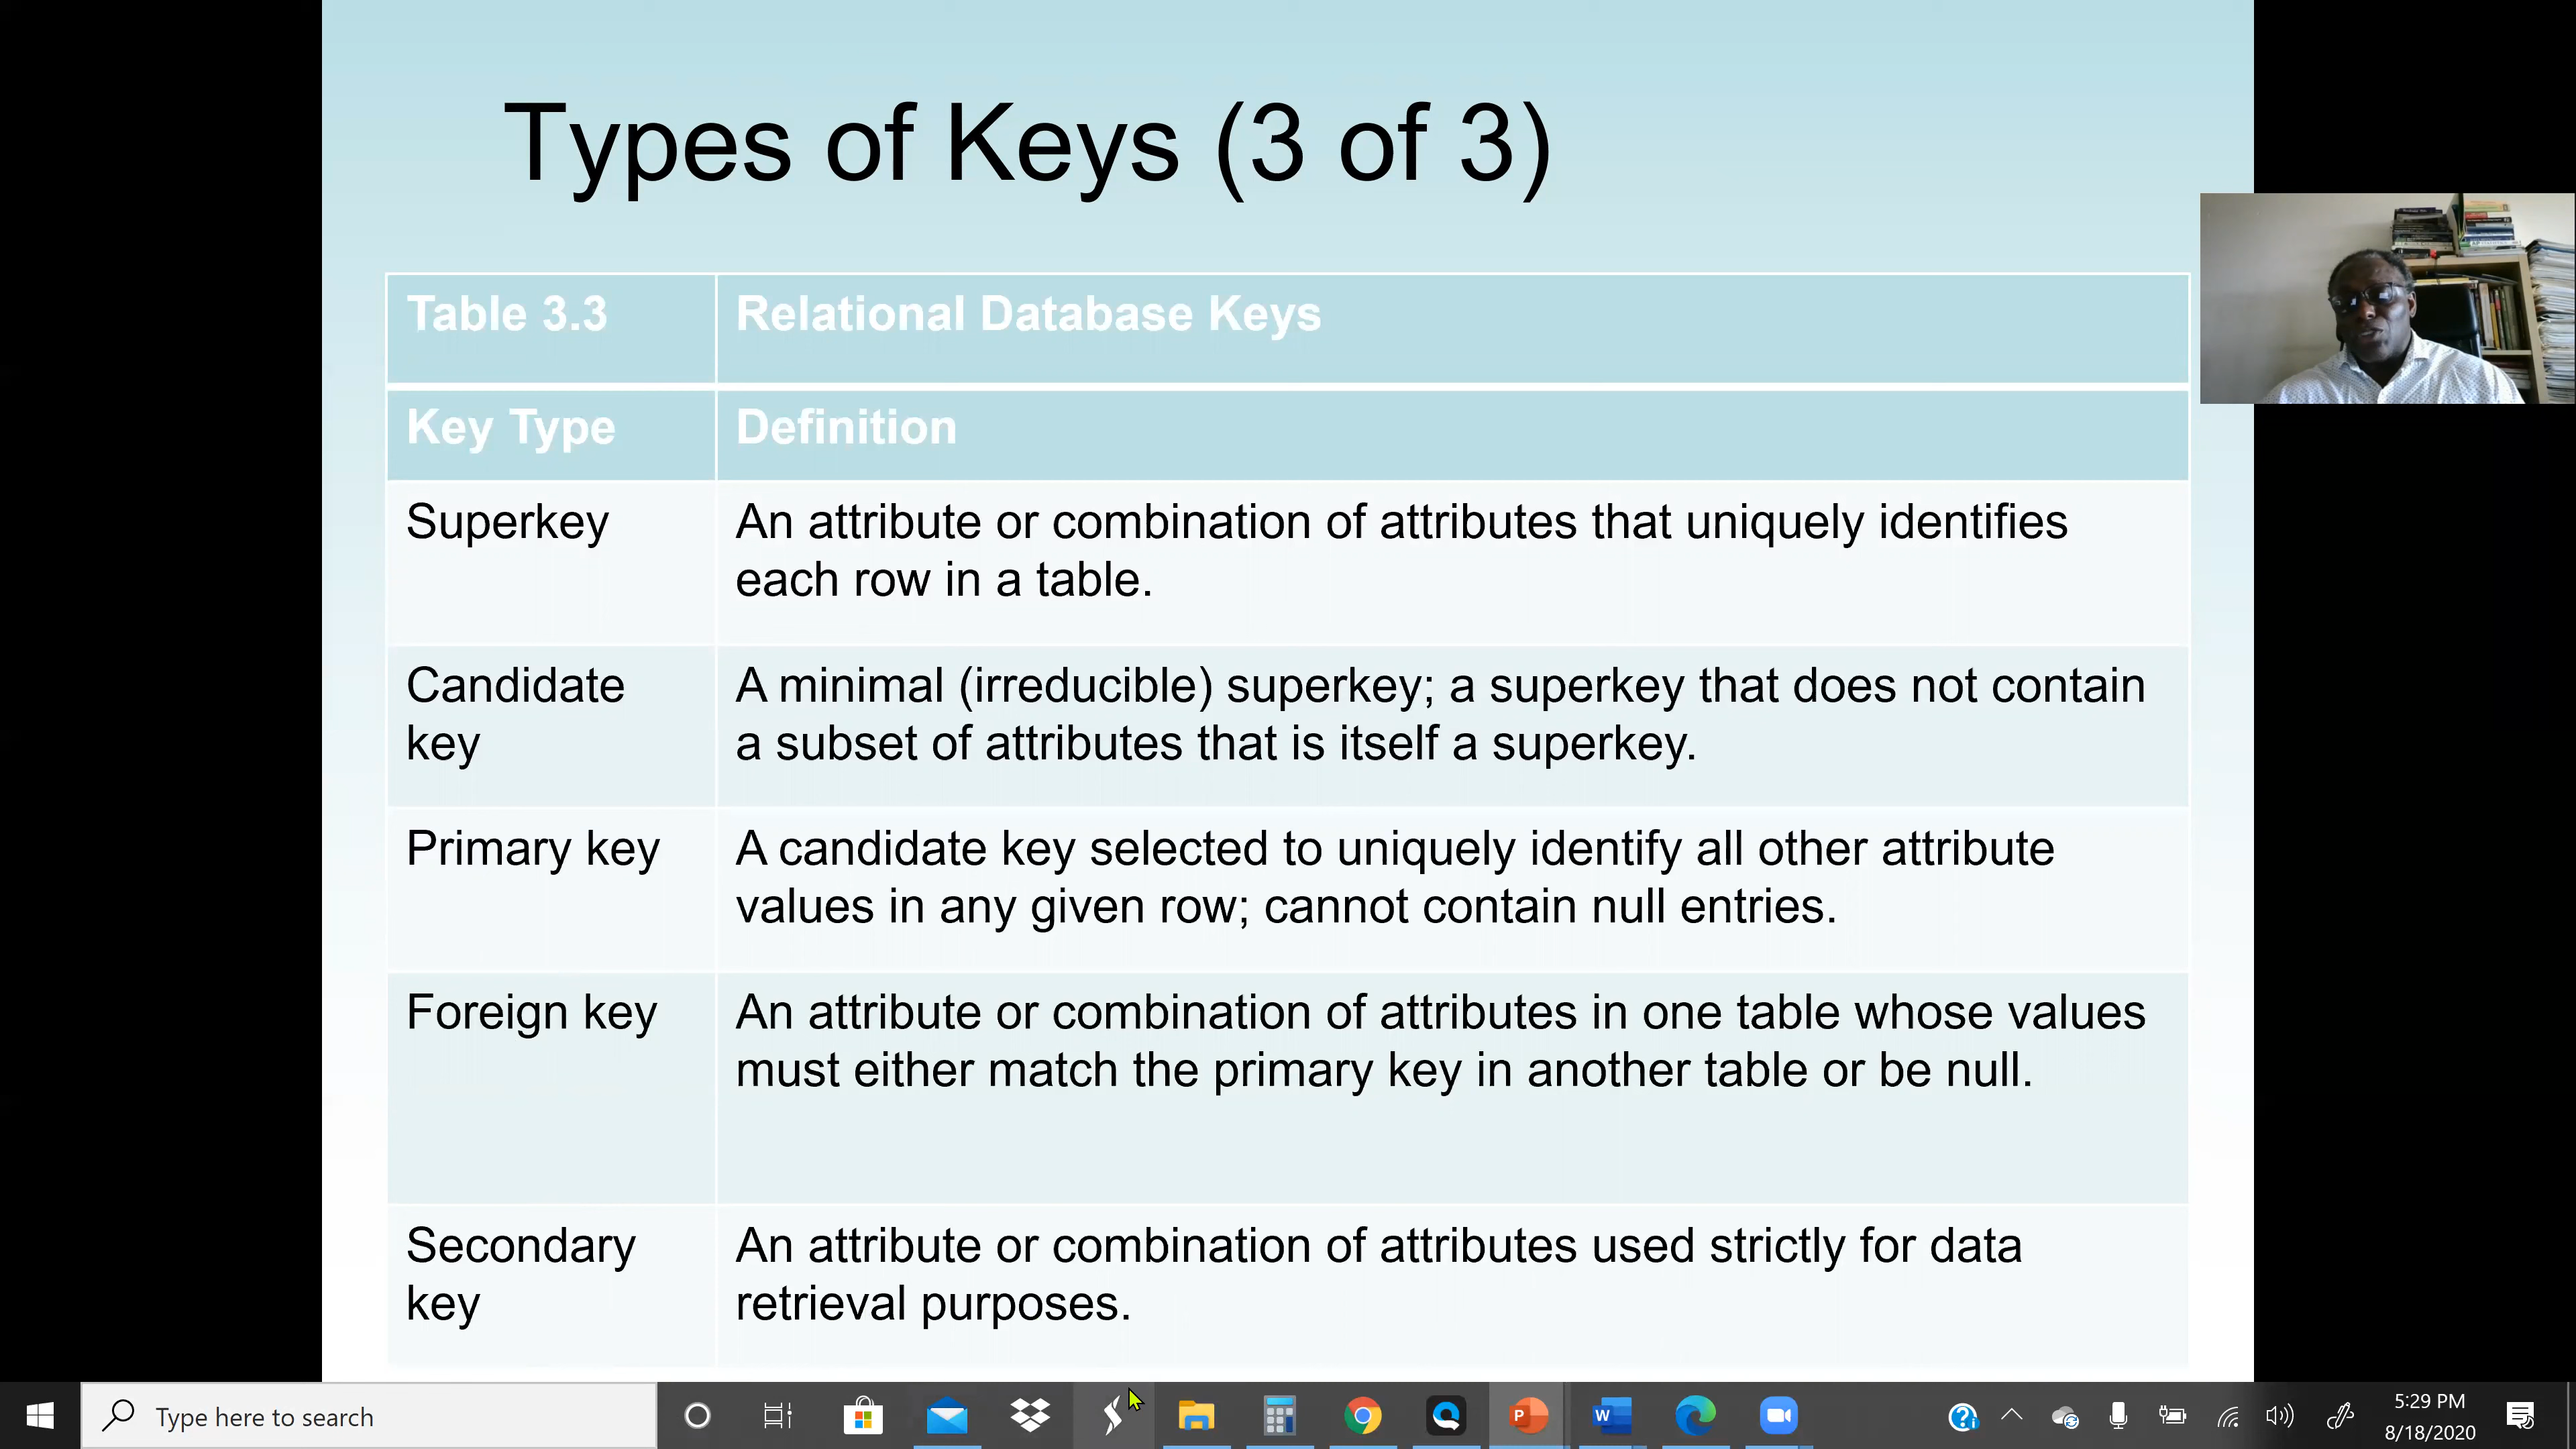 Types of Keys (3 of 3)
Table 3.3
Relational Database Keys
Key Type
Definition
Superkey
An attribute or combination of attributes that uniquely identifies
each row in a table.
Candidate
key
A minimal (irreducible) superkey; a superkey that does not contain
a subset of attributes that is itself a superkey.
Primary key
A candidate key selected to uniquely identify all other attribute
values in any given row; cannot contain null entries.
Foreign key
An attribute or combination of attributes in one table whose values
must either match the primary key in another table or be null.
Secondary
key
An attribute or combination of attributes used strictly for data
retrieval purposes.
Type here to search
5:29 PM
8/18/2020